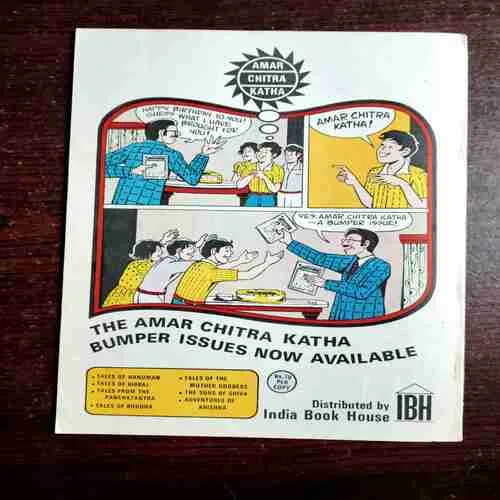 AMAR
CHITRA
KATHA
HAPPY BIRTHDAY TO YOU!
GUESS WHAT I HAVE
BROUGHT FOR
YOU!
AMAR CHITRA
KATHA!
YES. AMAR CHITRA KATHA
—A BUMPER ISSUE!
THE AMAR CHITRA KATHA
BUMPER ISSUES NOW AVAILABLE
• TALES OF HANUMAN
• TALES OF BIRBAL
• TALES FROM THE
PANCHATANTRA
• TALES OF BUDDHA
• TALES OF THE
MOTHER GODDESS
• THE SONS OF SHIVA
• ADVENTURES OF
KRISHNA
Rs. 10
PER
COPY
Distributed by
India Book House
IBH